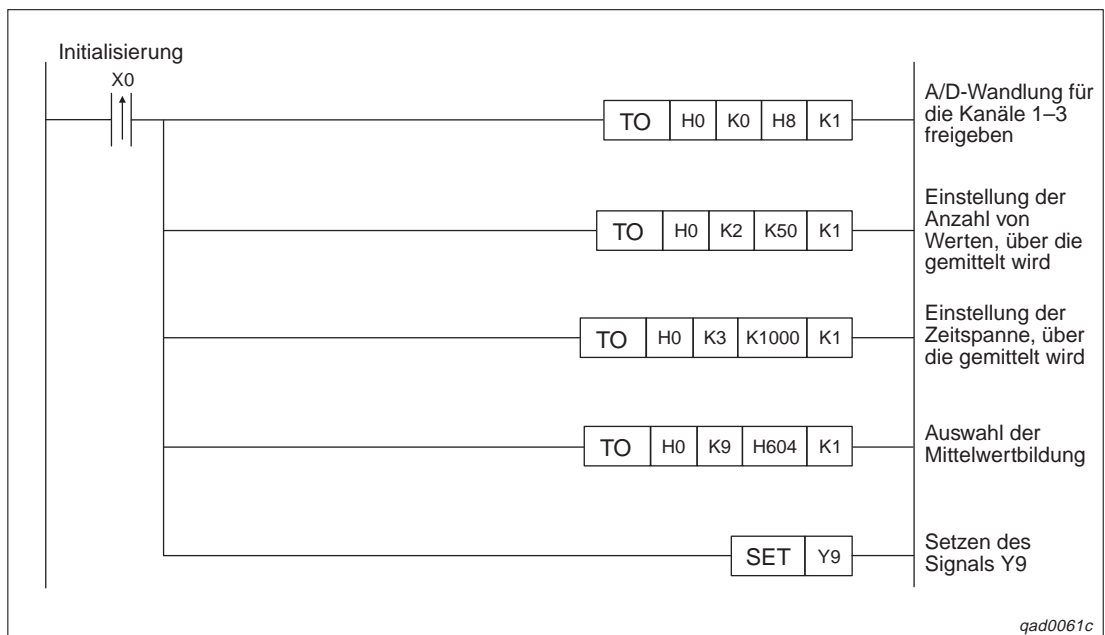 Initialisierung
X0
TO H0 K0 H8 K1
A/D-Wandlung für
die Kanäle 1–3
freigeben
TO H0 K2 K50 K1
Einstellung der
Anzahl von
Werten, über die
gemittelt wird
TO H0 K3 K1000 K1
Einstellung der
Zeitspanne, über
die gemittelt wird
TO H0 K9 H604 K1
Auswahl der
Mittelwertbildung
SET Y9
Setzen des
Signals Y9
qad0061c